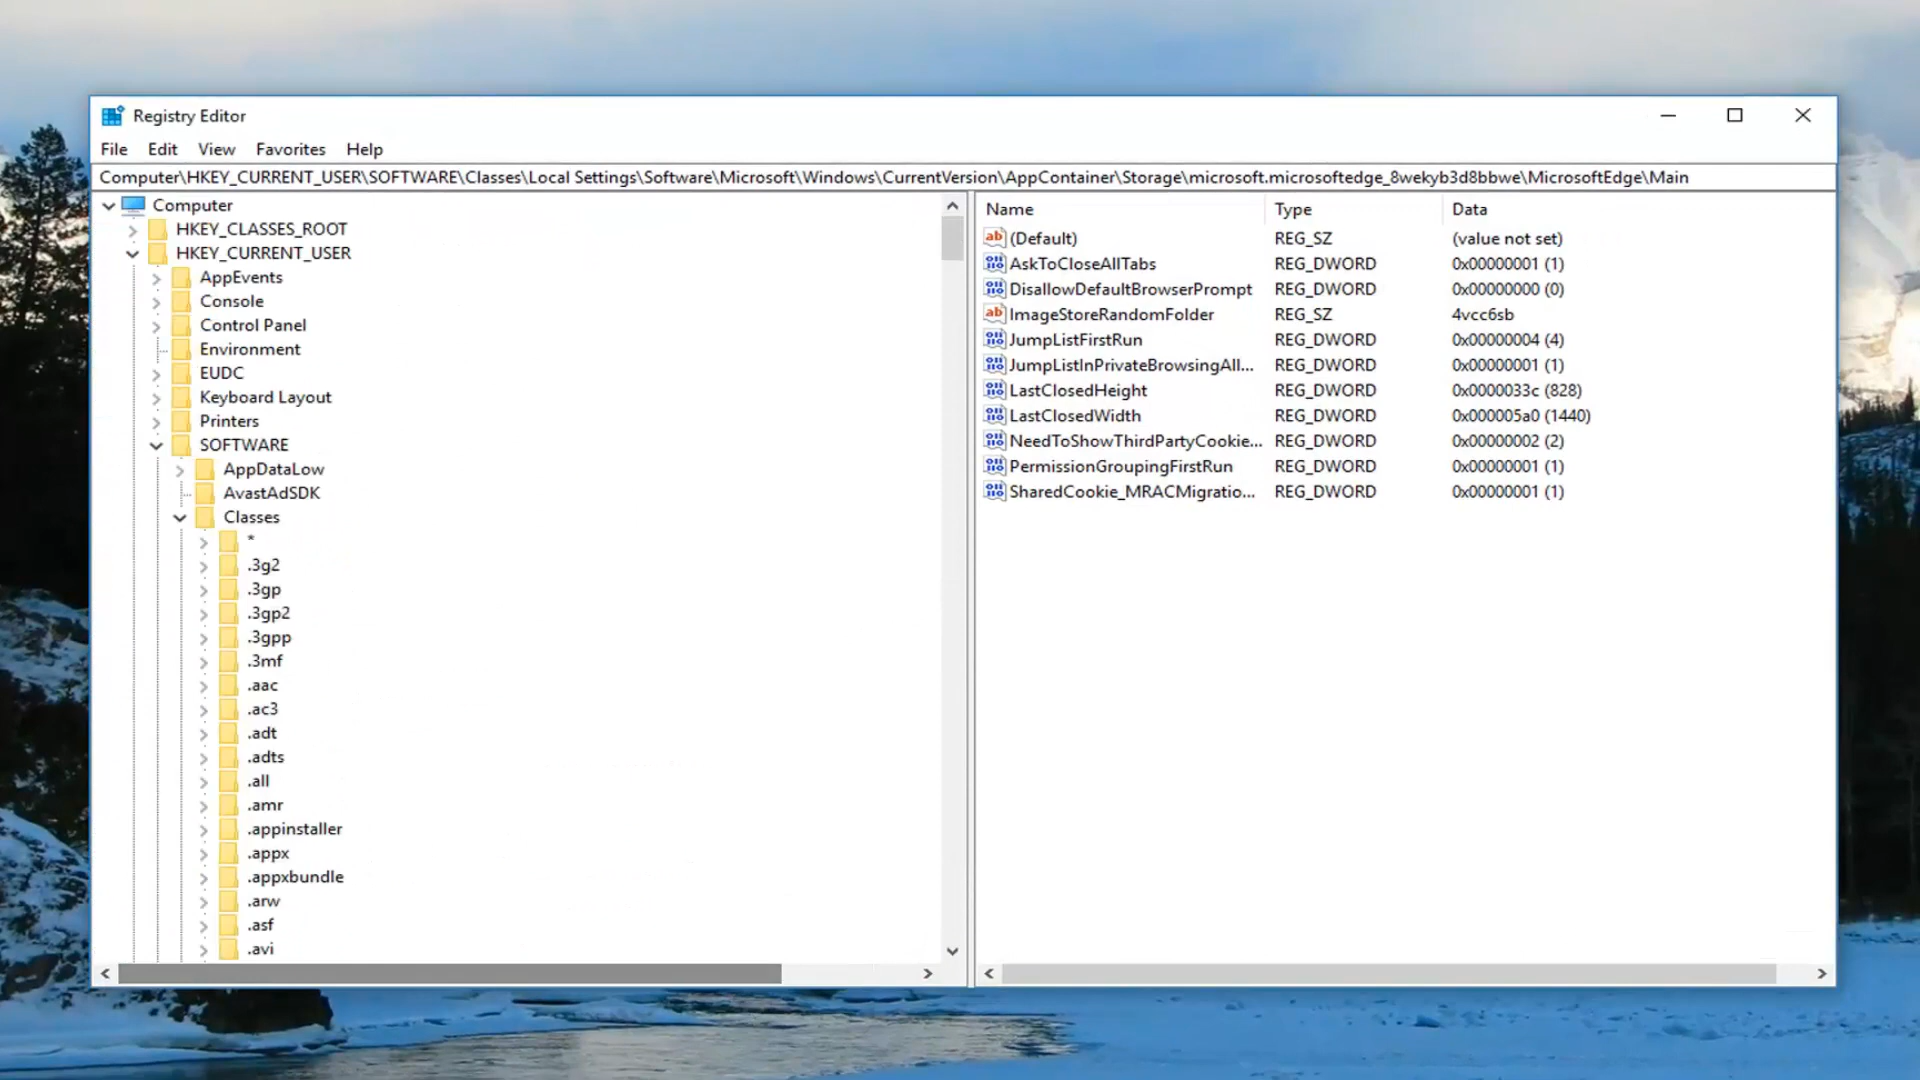 Registry Editor
File Edit View Favorites Help
Computer\HKEY_CURRENT_USER\SOFTWARE\Classes\Local Settings\Software\Microsoft\Windows\CurrentVersion\AppContainer\Storage\microsoft.microsoftedge_8wekyb3d8bbwe\MicrosoftEdge\Main
Computer
HKEY_CLASSES_ROOT
HKEY_CURRENT_USER
AppEvents
Console
Control Panel
Environment
EUDC
Keyboard Layout
Printers
SOFTWARE
AppDataLow
AvastAdSDK
Classes
*
.3g2
.3gp
.3gp2
.3gpp
.3mf
.aac
.ac3
.adt
.adts
.all
.amr
.appinstaller
.appx
.appxbundle
.arw
.asf
.avi
Name Type Data
(Default) REG_SZ (value not set)
AskToCloseAllTabs REG_DWORD 0x00000001 (1)
DisallowDefaultBrowserPrompt REG_DWORD 0x00000000 (0)
ImageStoreRandomFolder REG_SZ 4vcc6sb
JumpListFirstRun REG_DWORD 0x00000004 (4)
JumpListInPrivateBrowsingAll... REG_DWORD 0x00000001 (1)
LastClosedHeight REG_DWORD 0x0000033c (828)
LastClosedWidth REG_DWORD 0x000005a0 (1440)
NeedToShowThirdPartyCookie... REG_DWORD 0x00000002 (2)
PermissionGroupingFirstRun REG_DWORD 0x00000001 (1)
SharedCookie_MRACMigratio... REG_DWORD 0x00000001 (1)